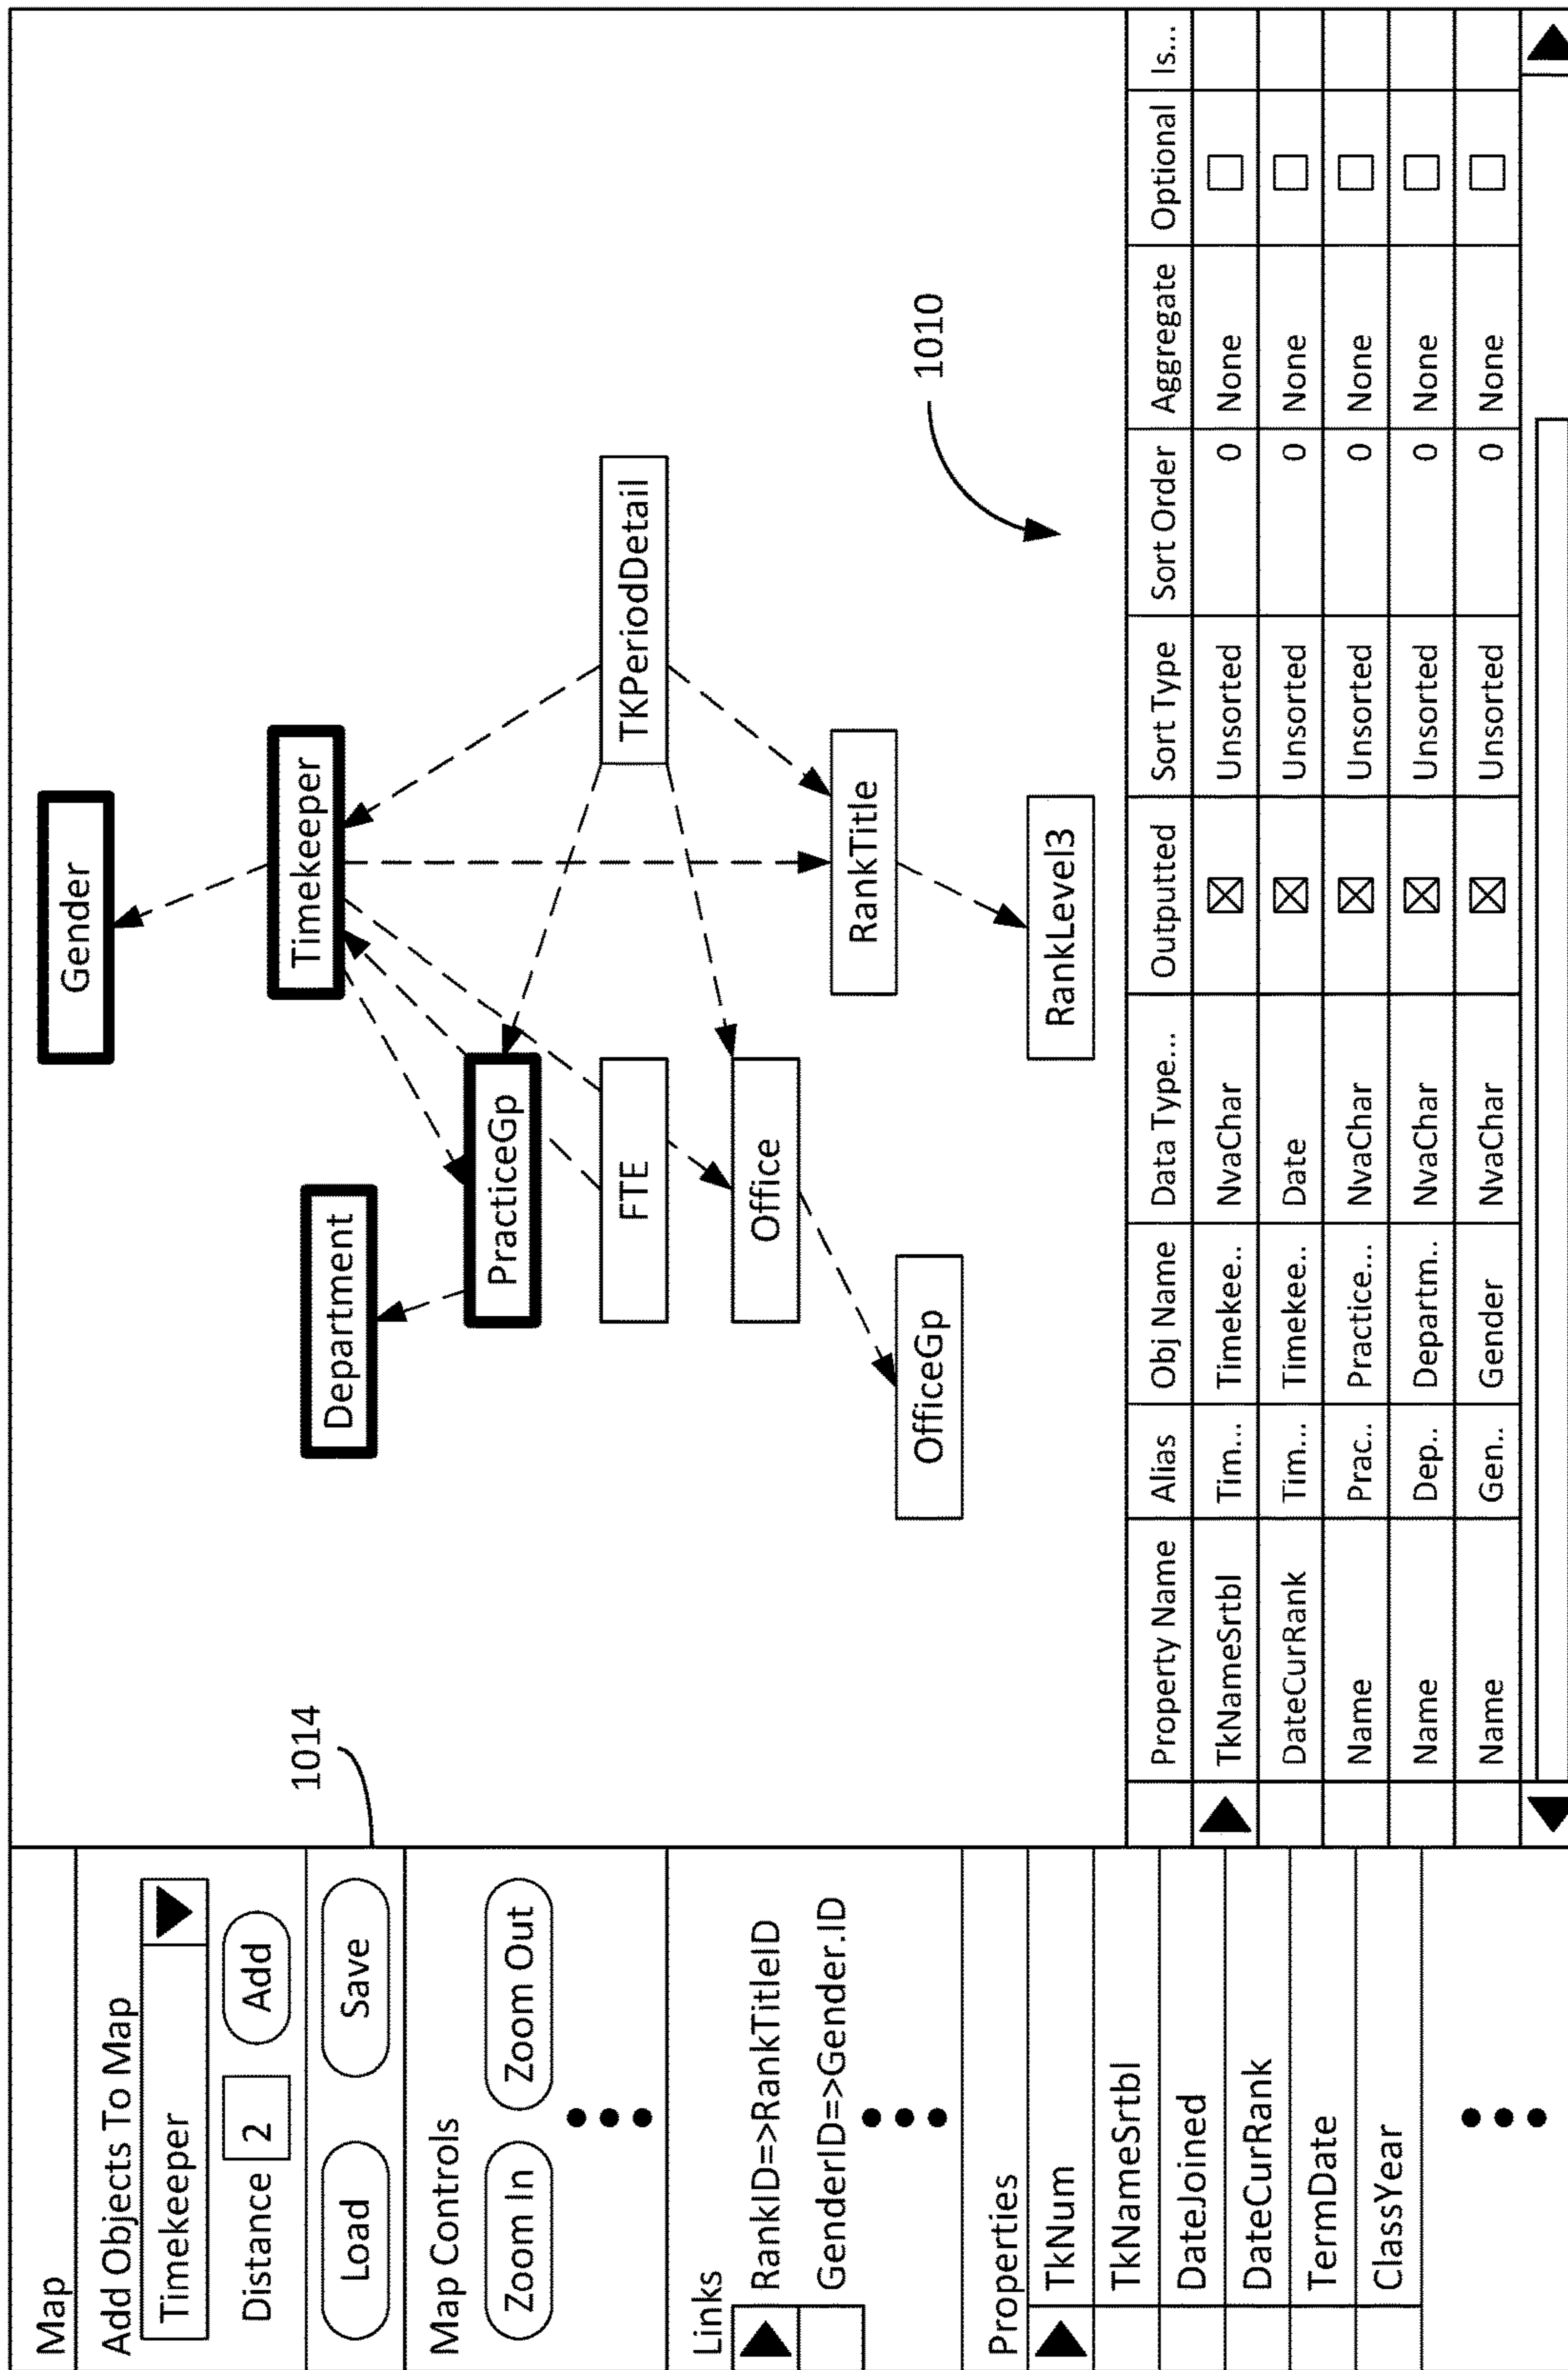 Map
Add Objects To Map
Timekeeper
Distance 2 Add
Load Save
Map Controls
Zoom In Zoom Out
Links
RankID=>RankTitleID
GenderID=>Gender.ID
Properties
TkNum
TkNameSrtbl
DateJoined
DateCurRank
TermDate
ClassYear
1014
Gender
Department
Timekeeper
PracticeGp
FTE
TKPeriodDetail
Office
RankTitle
OfficeGp
RankLevel3
1010
Property Name Alias Obj Name Data Type... Outputted Sort Type Sort Order Aggregate Optional Is...
TkNameSrtbl Tim... Timekee.. NvaChar Unsorted 0 None
DateCurRank Tim... Timekee.. Date Unsorted 0 None
Name Prac.. Practice... NvaChar Unsorted 0 None
Name Dep.. Departm.. NvaChar Unsorted 0 None
Name Gen.. Gender NvaChar Unsorted 0 None